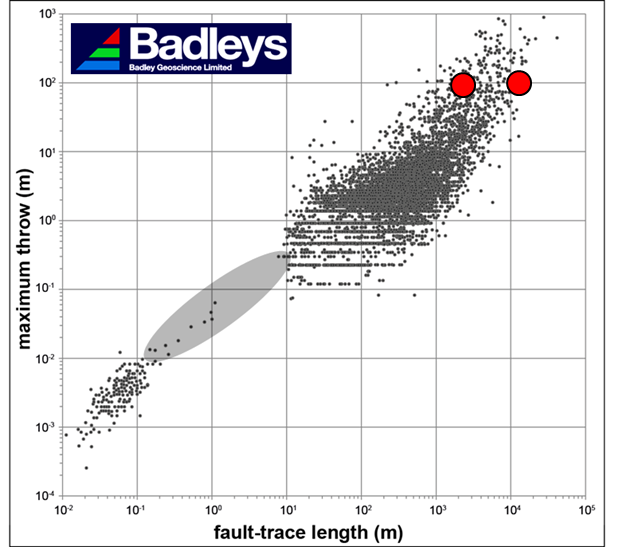 Badleys
Badley Geoscience Limited
10³
10²
10¹
10⁰
10⁻¹
10⁻²
10⁻³
10⁻⁴
maximum throw (m)
10⁻² 10⁻¹ 10⁰ 10¹ 10² 10³ 10⁴ 10⁵
fault-trace length (m)